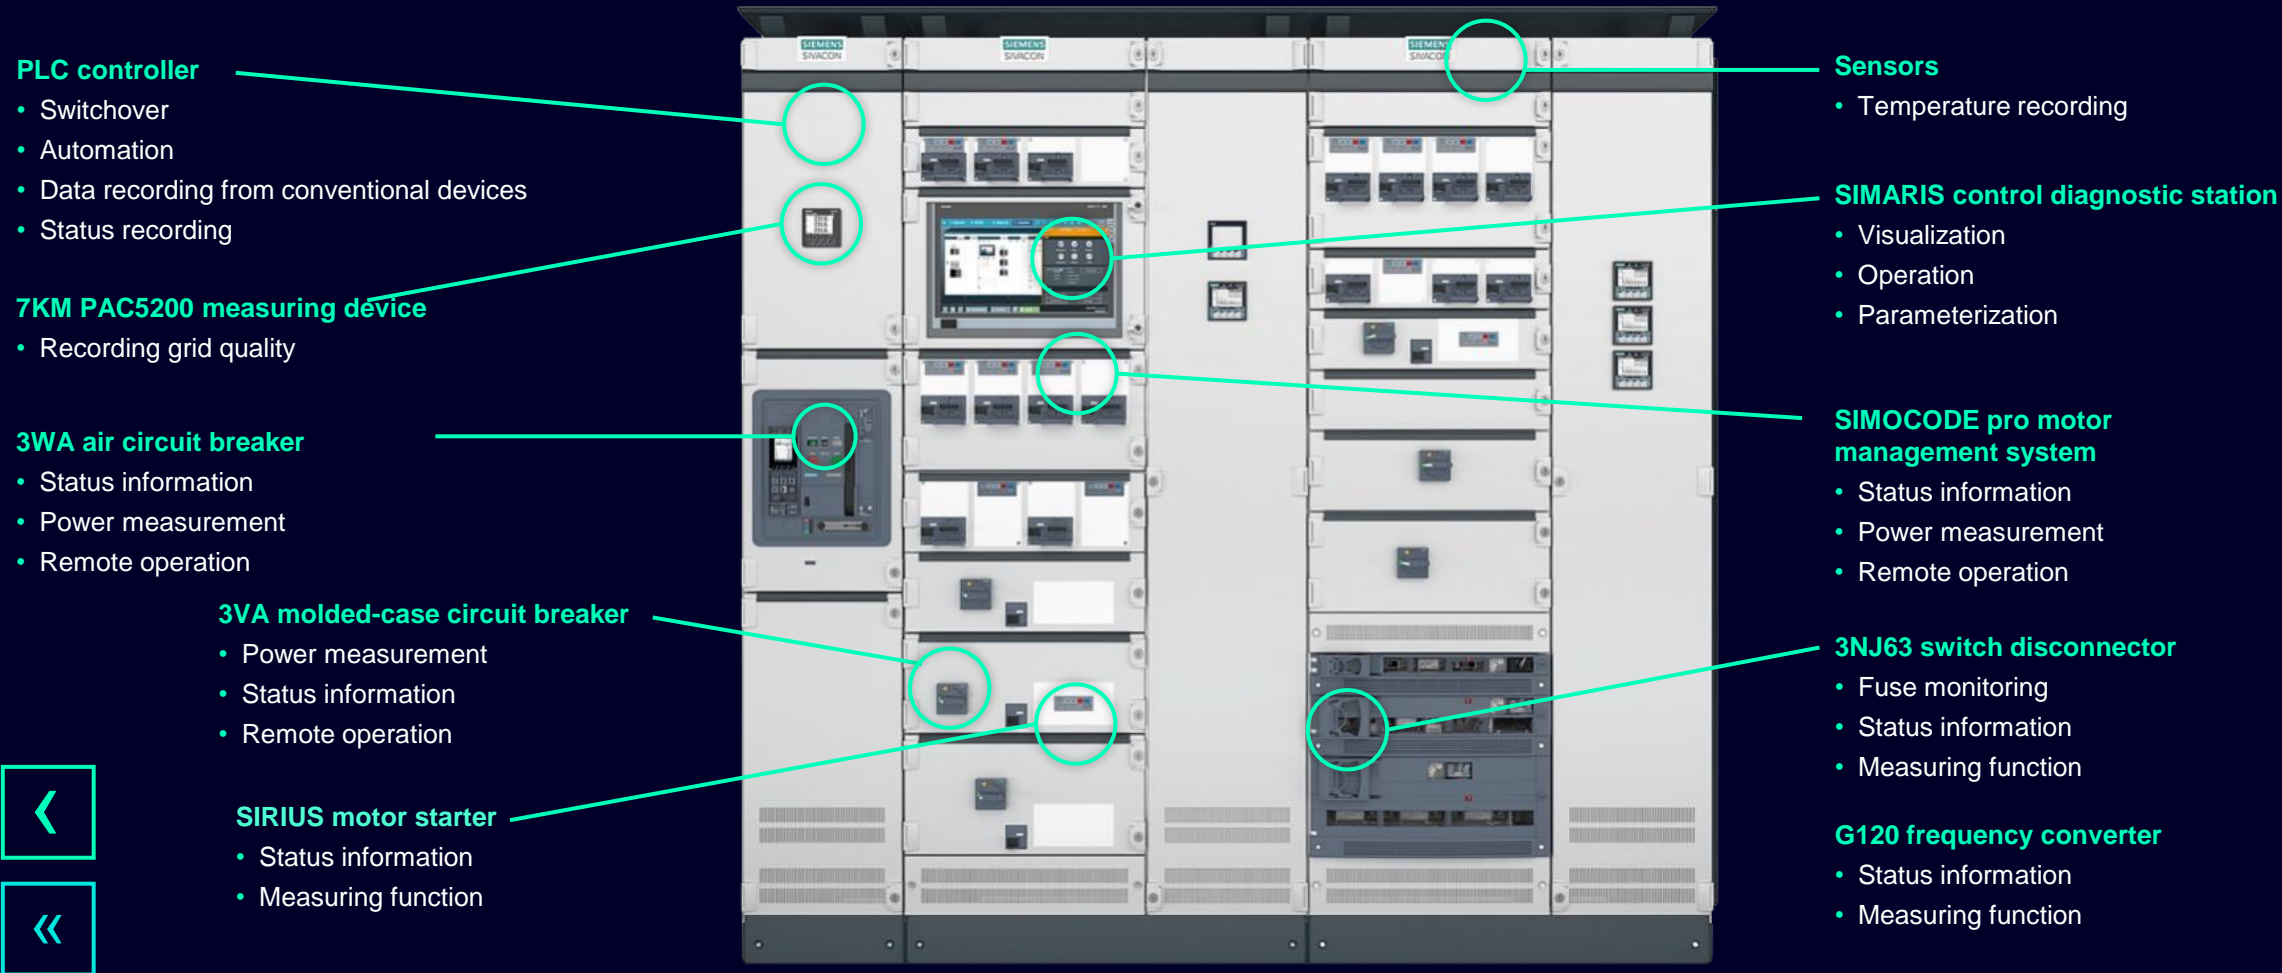 SIEMENS
SIVACON
SIEMENS
SIVACON
SIEMENS
SIVACON
PLC controller
• Switchover
• Automation
• Data recording from conventional devices
• Status recording
7KM PAC5200 measuring device
• Recording grid quality
3WA air circuit breaker
• Status information
• Power measurement
• Remote operation
3VA molded-case circuit breaker
• Power measurement
• Status information
• Remote operation
SIRIUS motor starter
• Status information
• Measuring function
Sensors
• Temperature recording
SIMARIS control diagnostic station
• Visualization
• Operation
• Parameterization
SIMOCODE pro motor
management system
• Status information
• Power measurement
• Remote operation
3NJ63 switch disconnector
• Fuse monitoring
• Status information
• Measuring function
G120 frequency converter
• Status information
• Measuring function